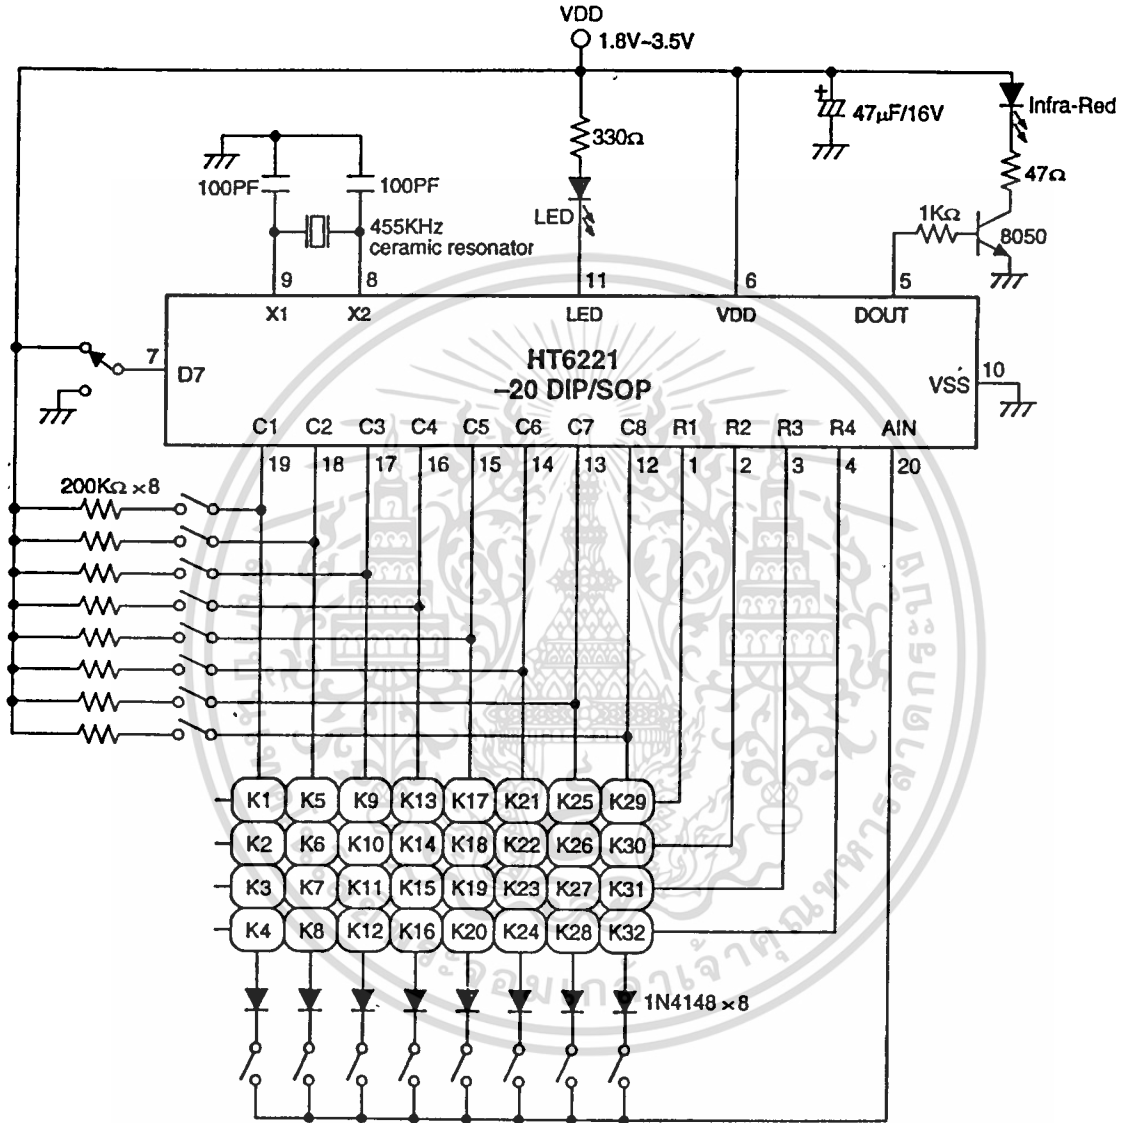 VDD
1.8V~3.5V
Infra-Red
47µF/16V
330Ω
47Ω
100PF
100PF
LED
1KΩ
8050
455KHz
ceramic resonator
9
8
11
6
5
X1
X2
LED
VDD
DOUT
HT6221
–20 DIP/SOP
7
D7
VSS
10
C1
C2
C3
C4
C5
C6
C7
C8
R1
R2
R3
R4
AIN
19
18
17
16
15
14
13
12
1
2
3
4
20
200KΩ ×8
K1 K5 K9 K13 K17 K21 K25 K29
K2 K6 K10 K14 K18 K22 K26 K30
K3 K7 K11 K15 K19 K23 K27 K31
K4 K8 K12 K16 K20 K24 K28 K32
1N4148 ×8